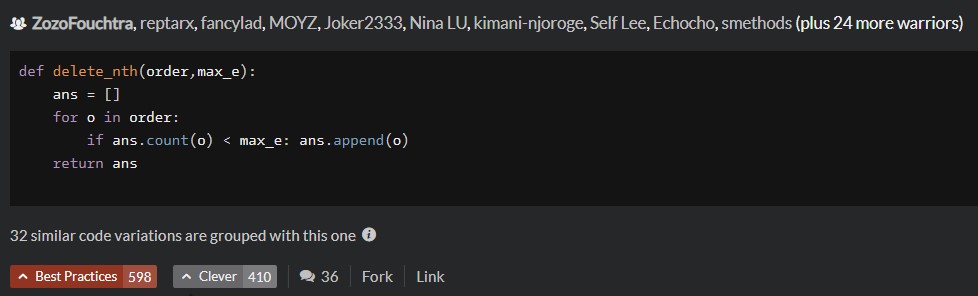 ZozoFouchtra, reptarx, fancylad, MOYZ, Joker2333, Nina LU, kimani-njoroge, Self Lee, Echocho, smethods (plus 24 more warriors)
def delete_nth(order,max_e):
    ans = []
    for o in order:
        if ans.count(o) < max_e: ans.append(o)
    return ans
32 similar code variations are grouped with this one
Best Practices 598 Clever 410 36 Fork Link